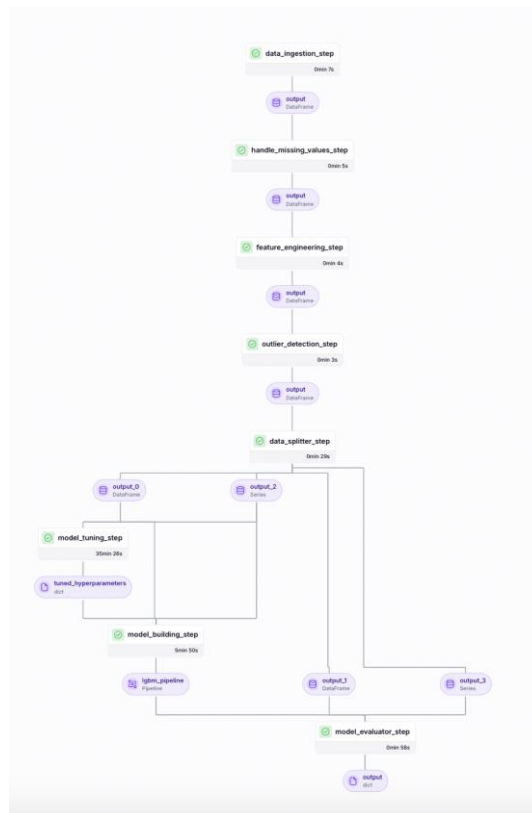 data_ingestion_step
0min 7s
output
DataFrame
handle_missing_values_step
0min 5s
output
DataFrame
feature_engineering_step
0min 4s
output
DataFrame
outlier_detection_step
0min 3s
output
DataFrame
data_splitter_step
0min 29s
output_0
DataFrame
output_2
Series
model_tuning_step
35min 26s
tuned_hyperparameters
dict
model_building_step
5min 50s
lgbm_pipeline
Pipeline
output_1
DataFrame
output_3
Series
model_evaluator_step
0min 58s
output
dict